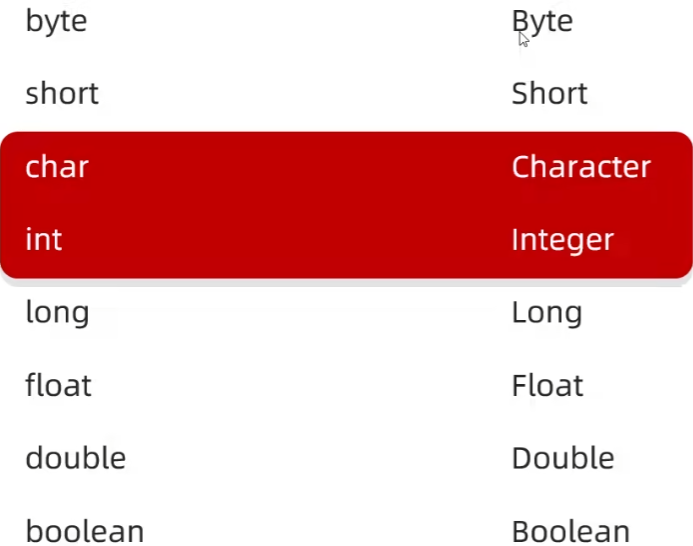 byte Byte
short Short
char Character
int Integer
long Long
float Float
double Double
boolean Boolean